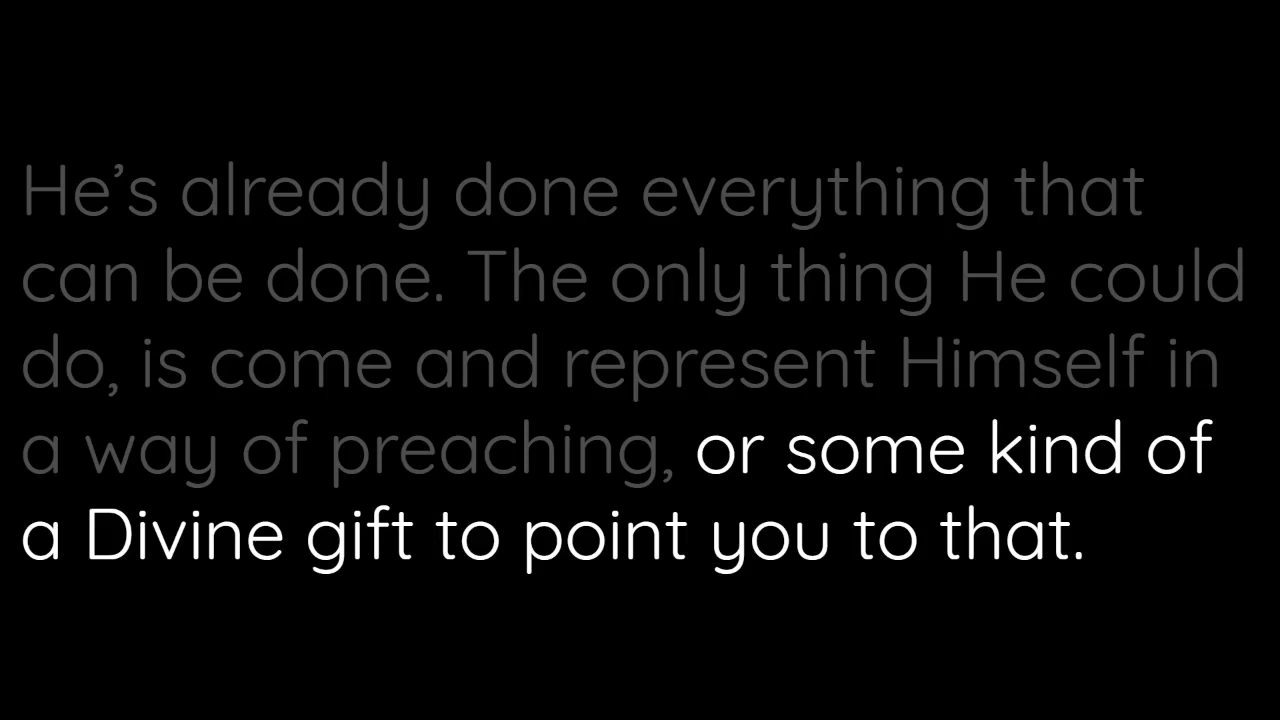 He’s already done everything that
can be done. The only thing He could
do, is come and represent Himself in
a way of preaching, or some kind of
a Divine gift to point you to that.